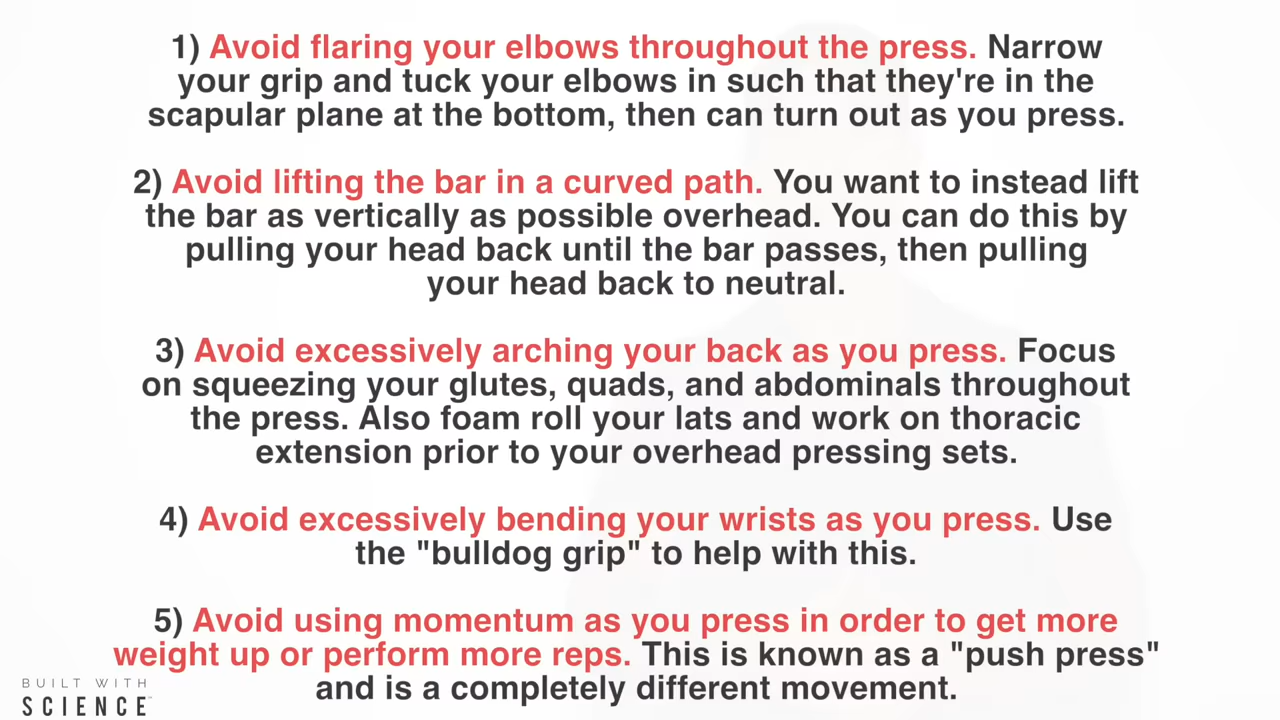 1) Avoid flaring your elbows throughout the press. Narrow
your grip and tuck your elbows in such that they're in the
scapular plane at the bottom, then can turn out as you press.
2) Avoid lifting the bar in a curved path. You want to instead lift
the bar as vertically as possible overhead. You can do this by
pulling your head back until the bar passes, then pulling
your head back to neutral.
3) Avoid excessively arching your back as you press. Focus
on squeezing your glutes, quads, and abdominals throughout
the press. Also foam roll your lats and work on thoracic
extension prior to your overhead pressing sets.
4) Avoid excessively bending your wrists as you press. Use
the "bulldog grip" to help with this.
5) Avoid using momentum as you press in order to get more
weight up or perform more reps. This is known as a "push press"
and is a completely different movement.
BUILT WITH
SCIENCE